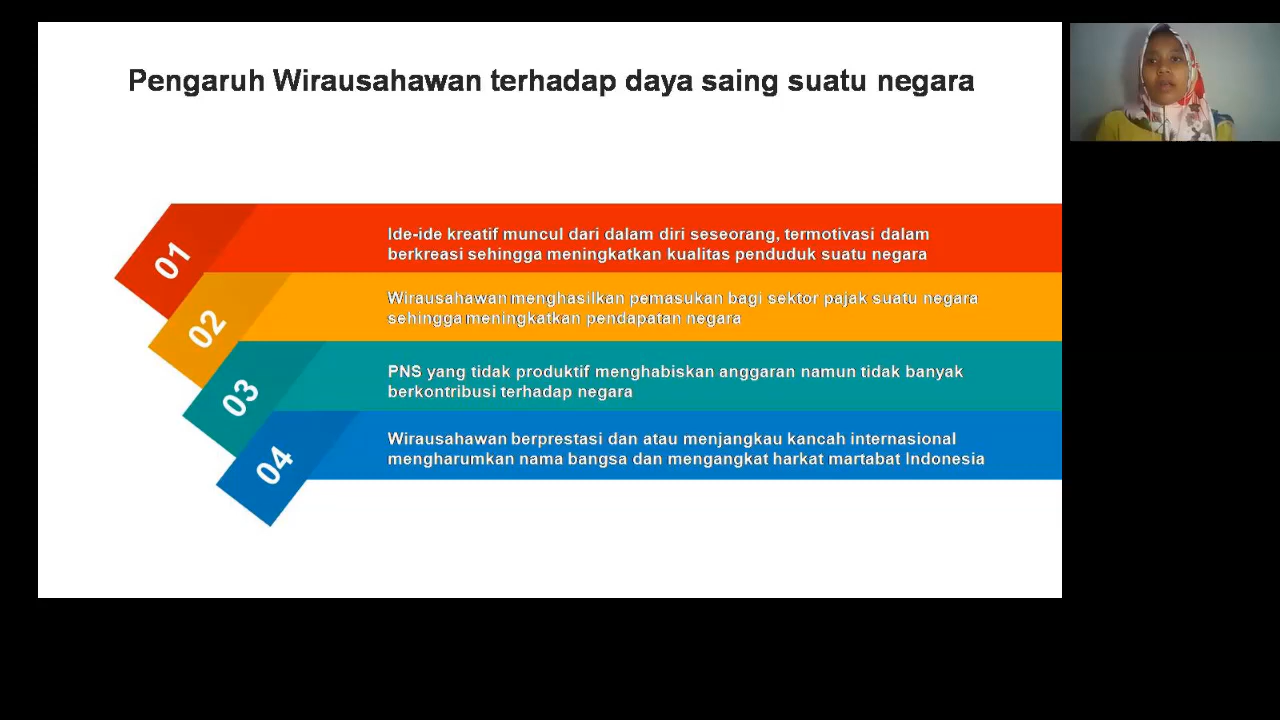 Pengaruh Wirausahawan terhadap daya saing suatu negara
01
Ide-ide kreatif muncul dari dalam diri seseorang, termotivasi dalam
berkreasi sehingga meningkatkan kualitas penduduk suatu negara
02
Wirausahawan menghasilkan pemasukan bagi sektor pajak suatu negara
sehingga meningkatkan pendapatan negara
03
PNS yang tidak produktif menghabiskan anggaran namun tidak banyak
berkontribusi terhadap negara
04
Wirausahawan berprestasi dan atau menjangkau kancah internasional
mengharumkan nama bangsa dan mengangkat harkat martabat Indonesia